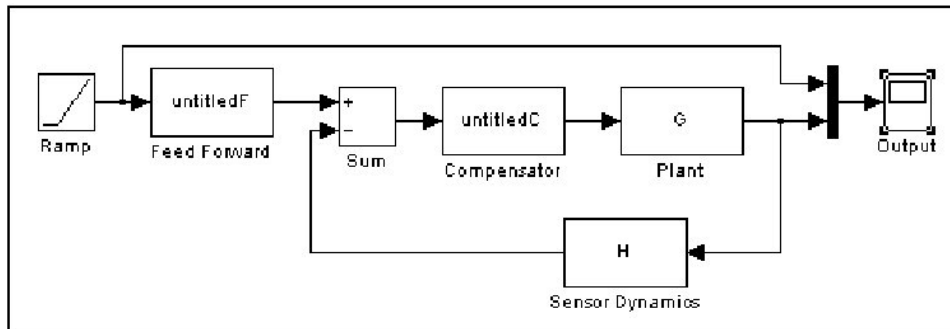 Ramp
untitledF
Feed Forward
+
−
Sum
untitledC
Compensator
G
Plant
Output
H
Sensor Dynamics